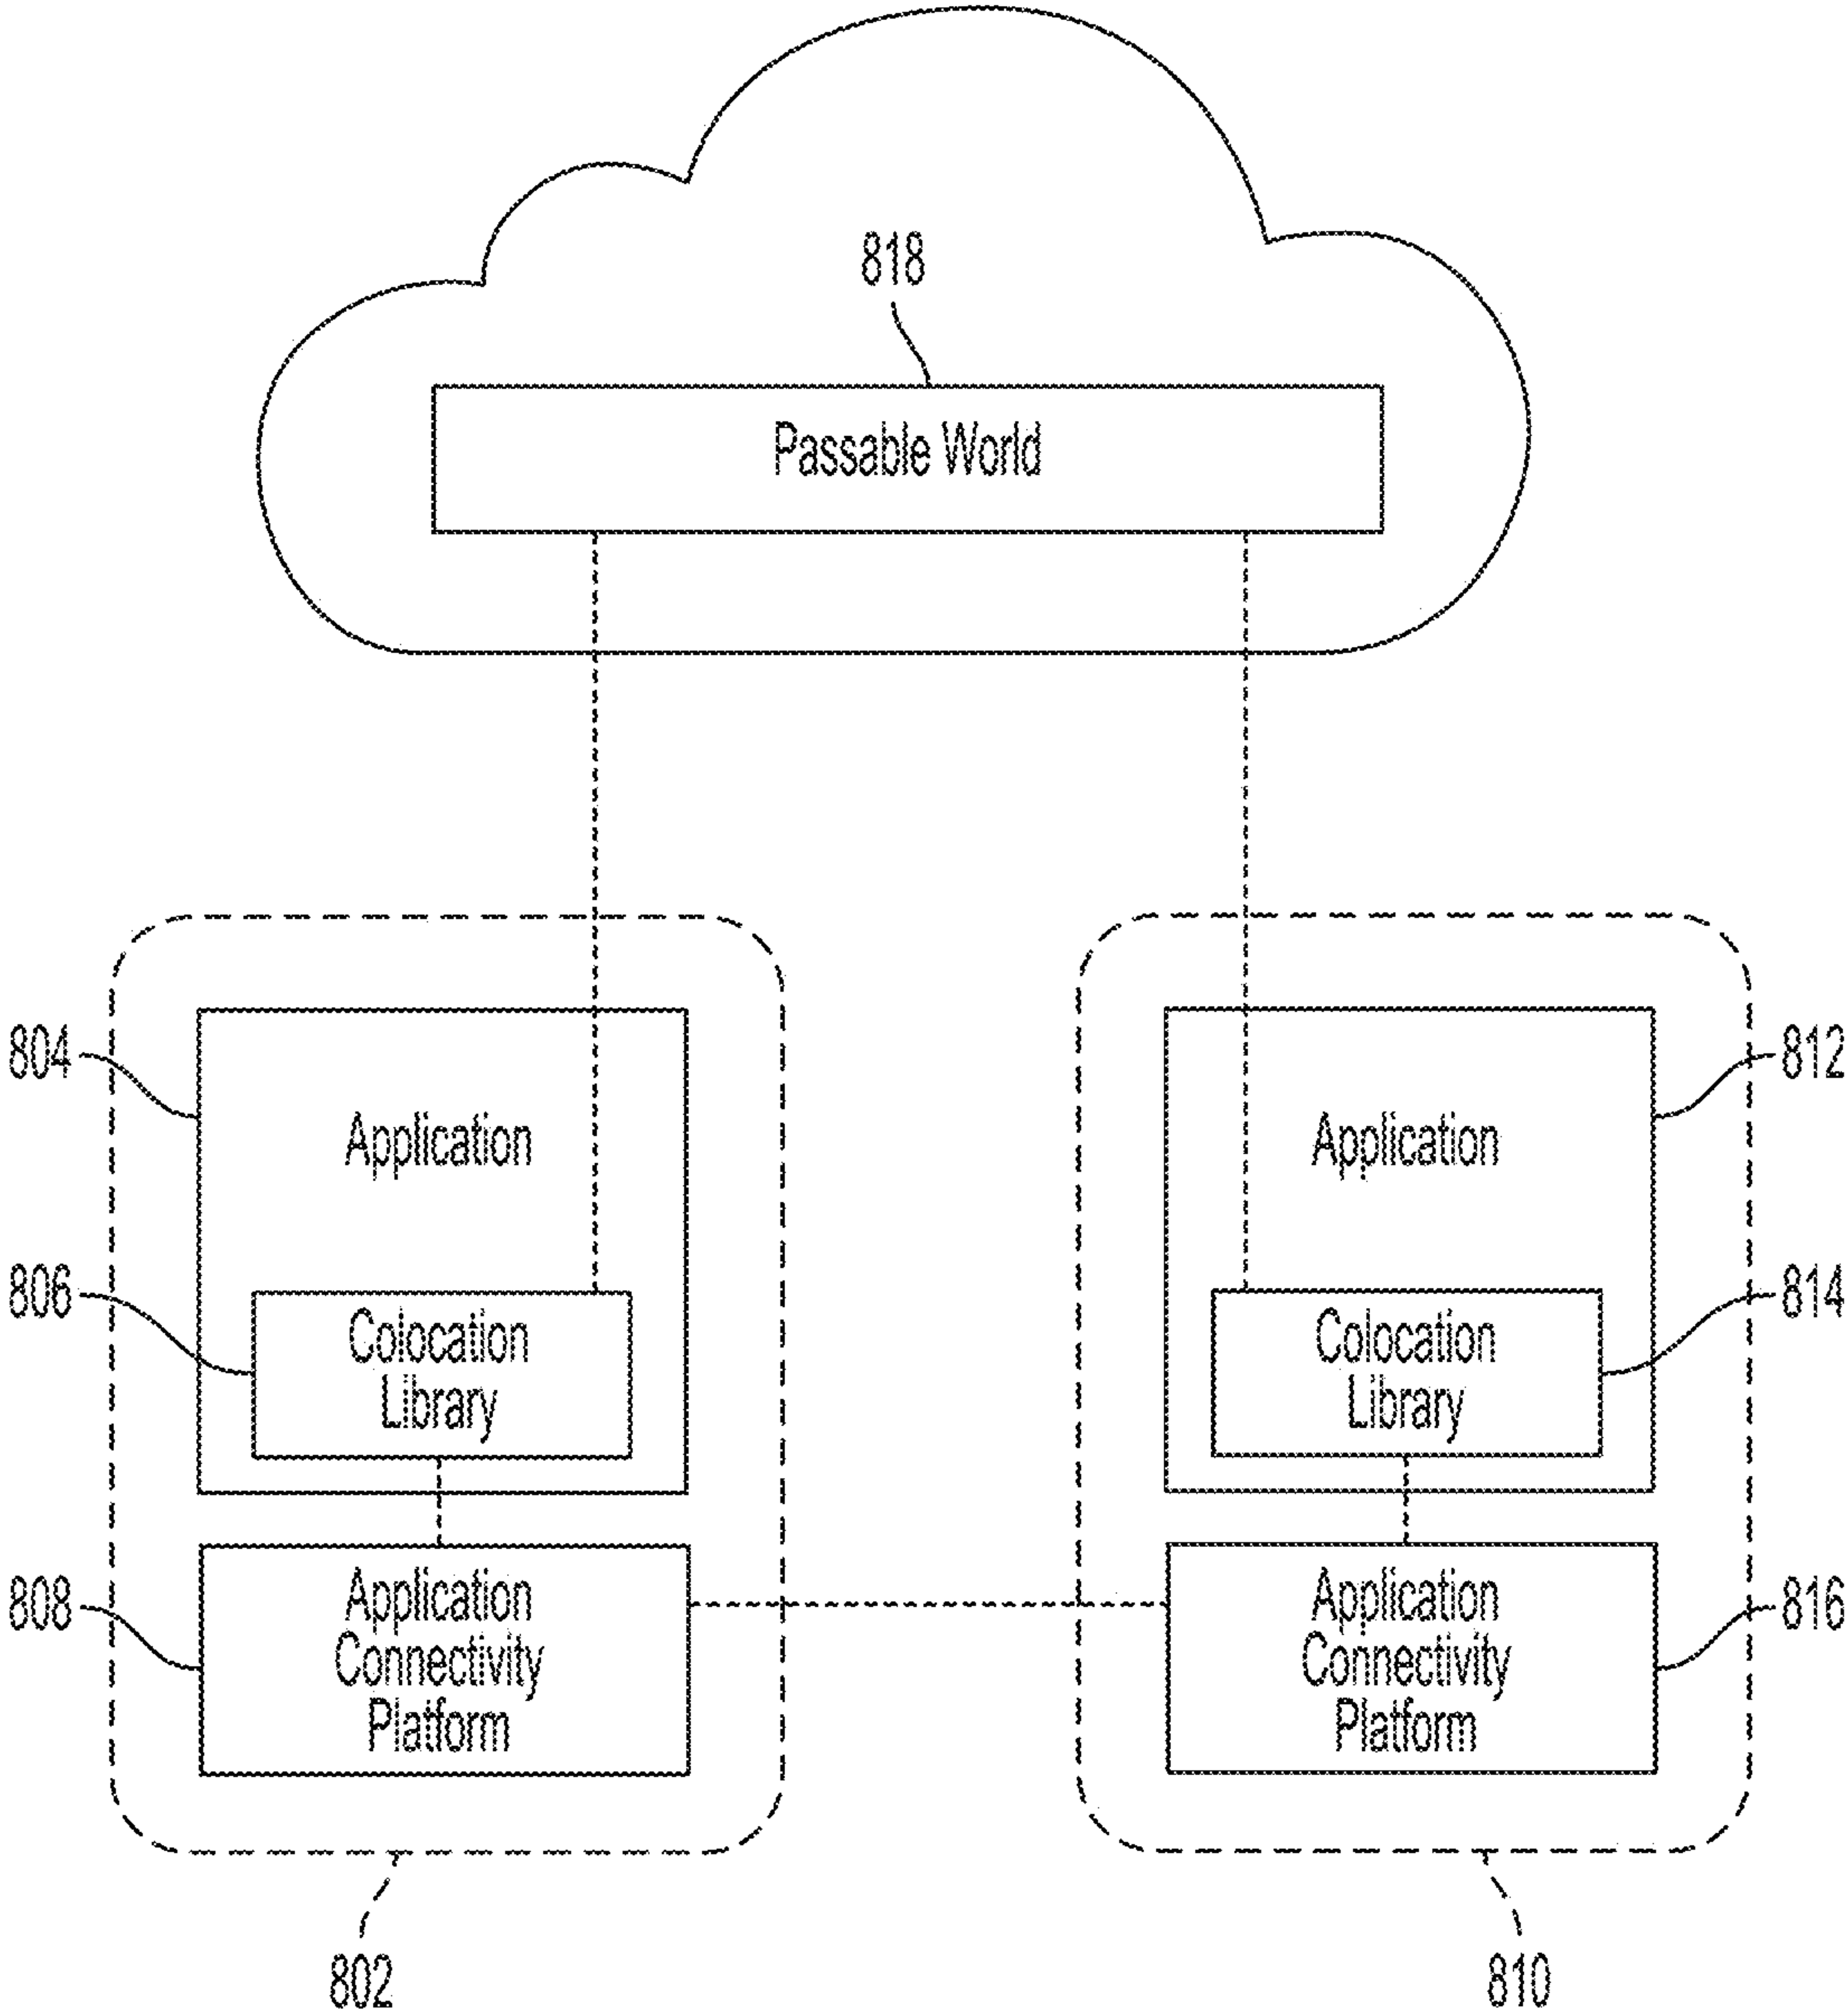 818
Passable World
804
Application
812
Application
806
Colocation
Library
814
Colocation
Library
808
Application
Connectivity
Platform
816
Application
Connectivity
Platform
802
810